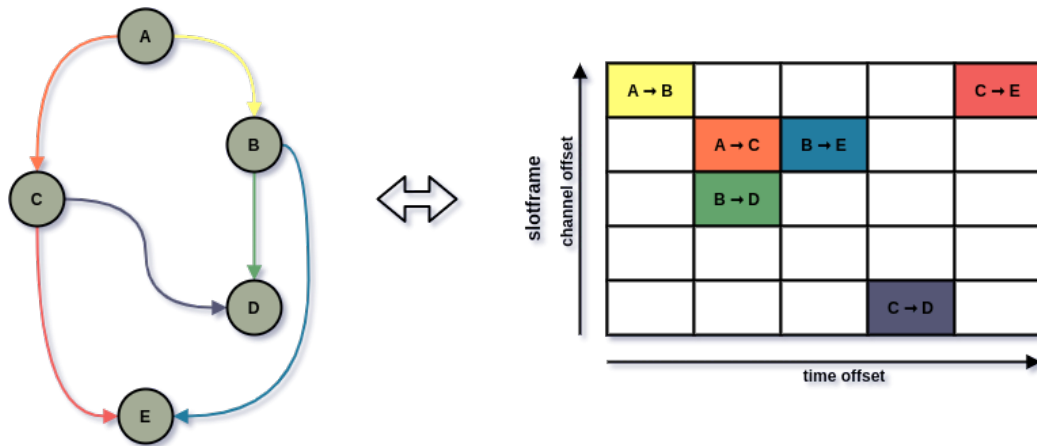 A
B
C
D
E
slotframe
channel offset
A → B
C → E
A → C
B → E
B → D
C → D
time offset